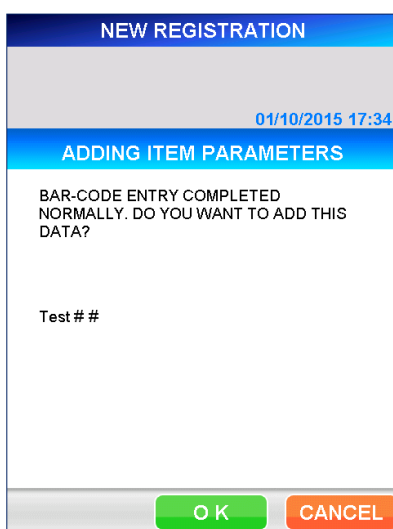 NEW REGISTRATION
01/10/2015 17:34
ADDING ITEM PARAMETERS
BAR-CODE ENTRY COMPLETED
NORMALLY. DO YOU WANT TO ADD THIS
DATA?
Test # #
O K CANCEL